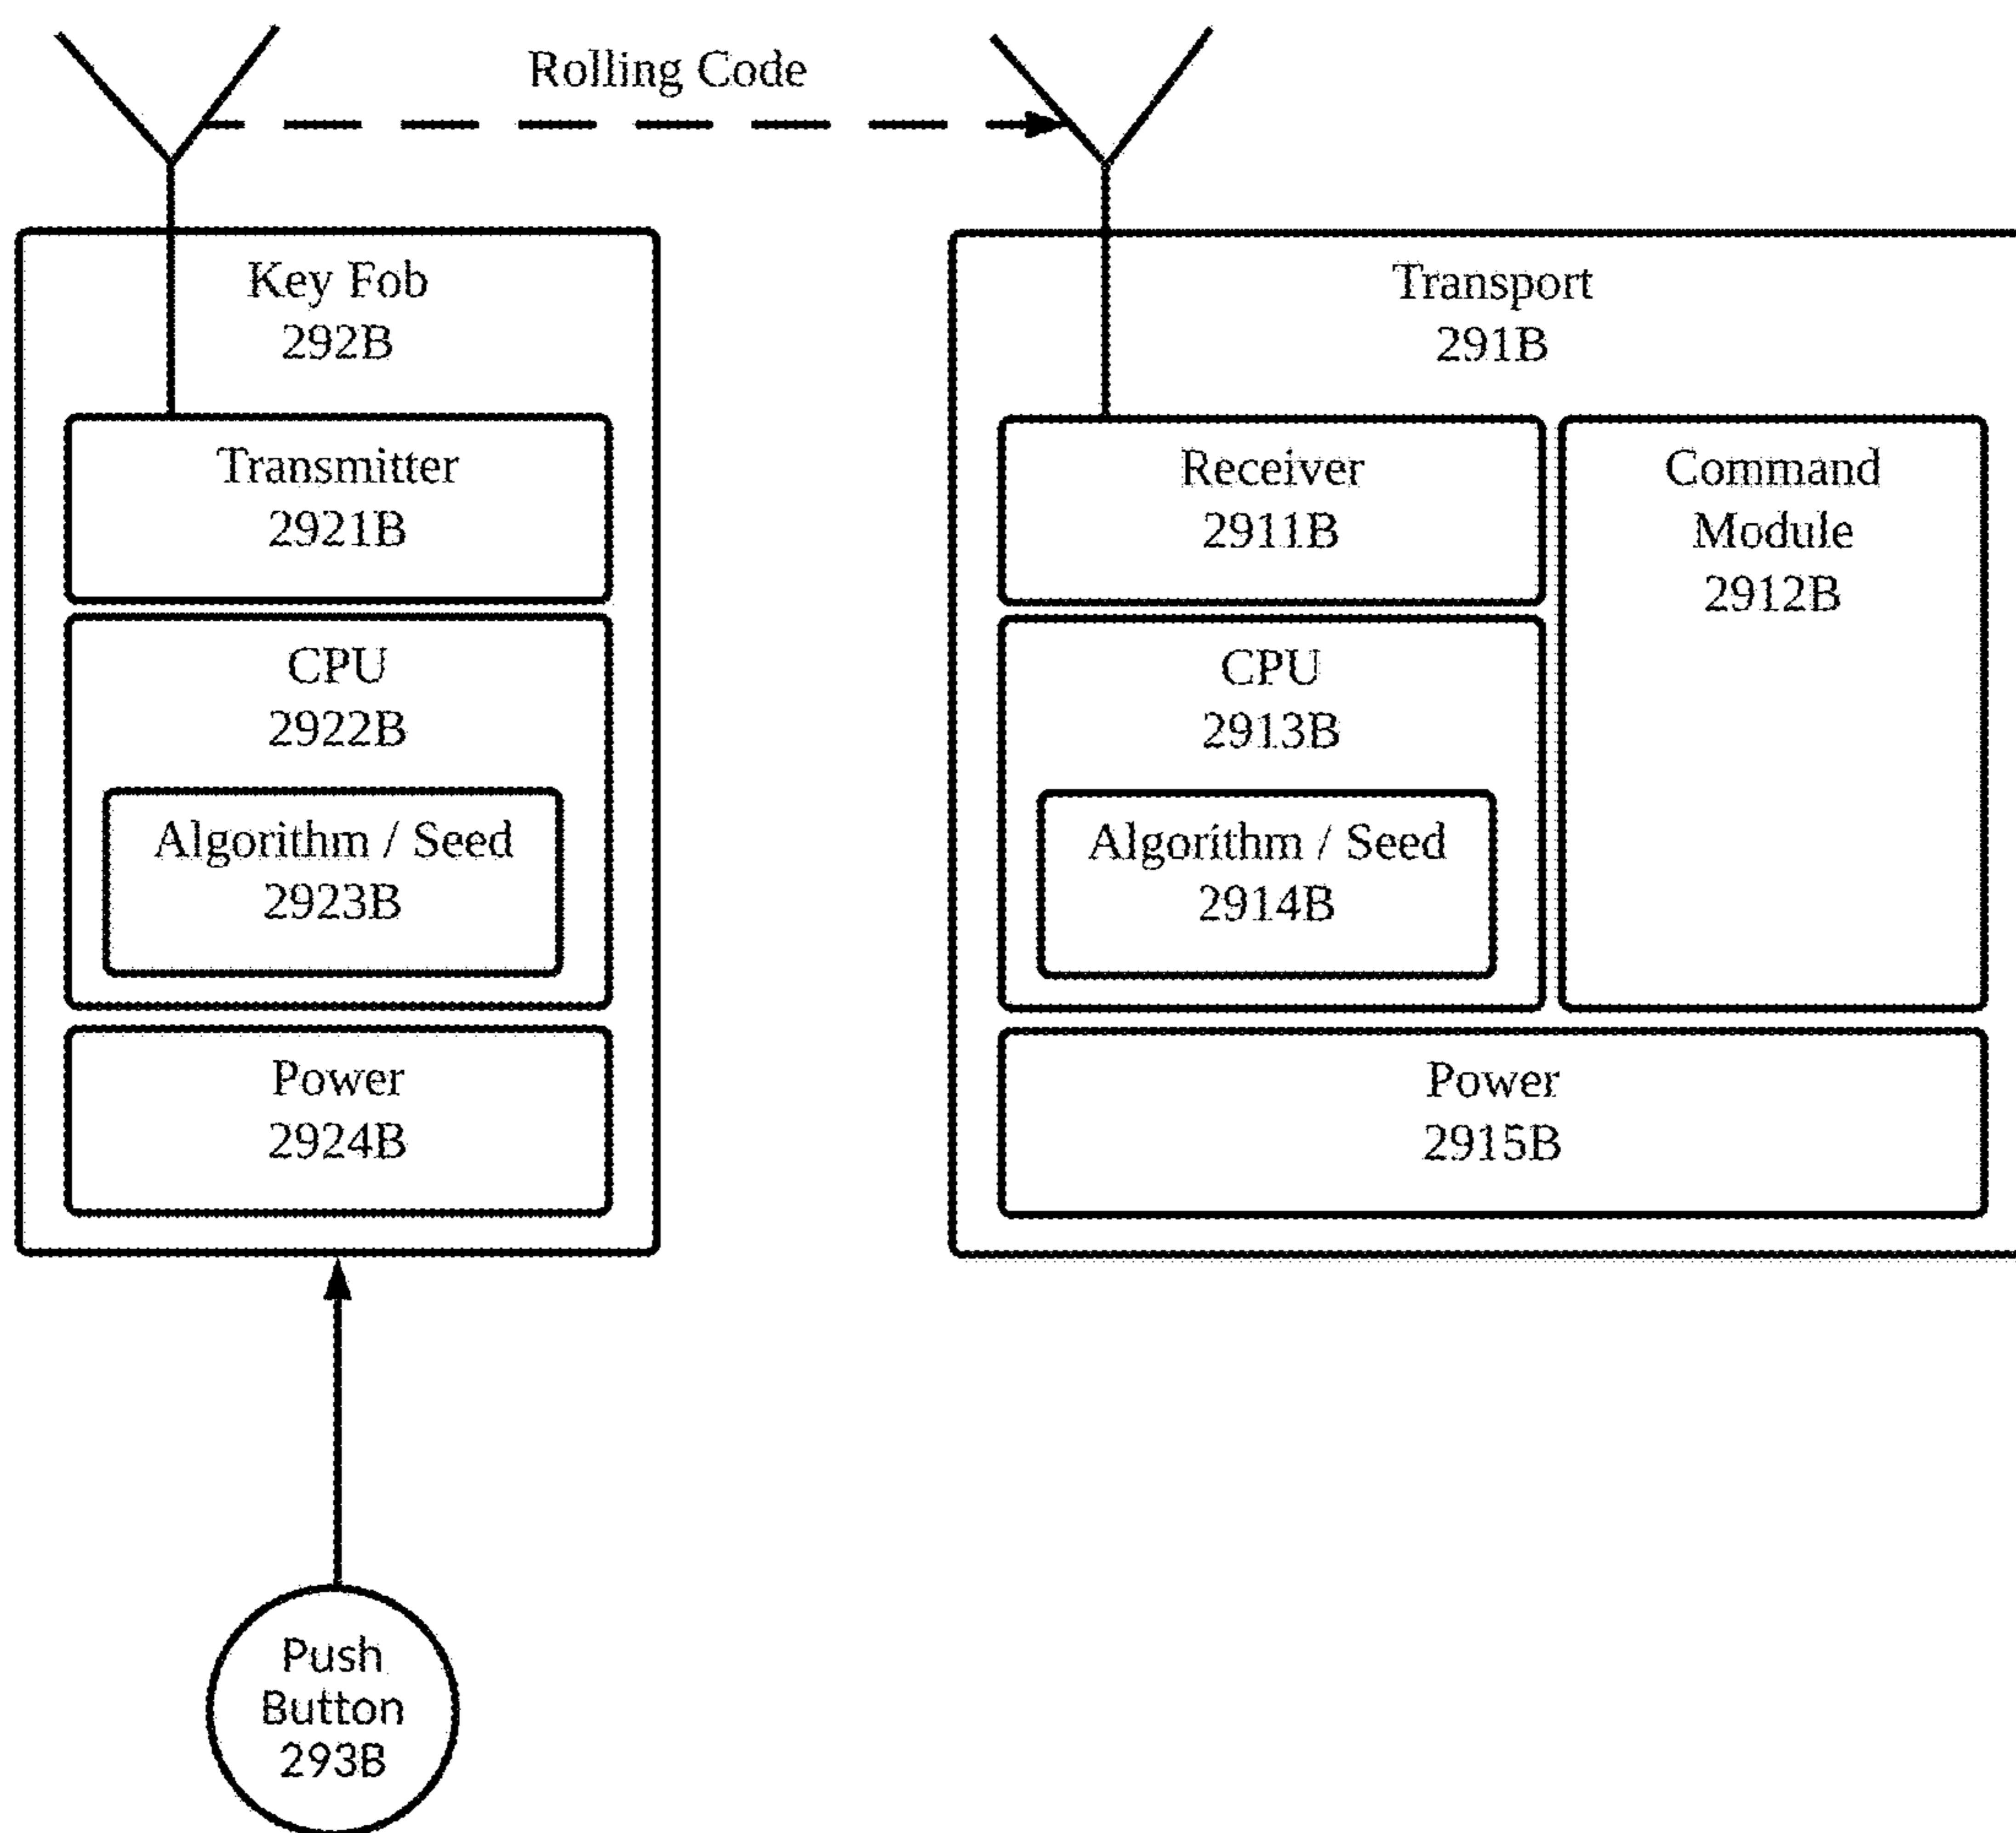 Rolling Code
Key Fob
292B
Transmitter
2921B
CPU
2922B
Algorithm / Seed
2923B
Power
2924B
Transport
291B
Receiver
2911B
Command
Module
2912B
CPU
2913B
Algorithm / Seed
2914B
Power
2915B
Push
Button
293B